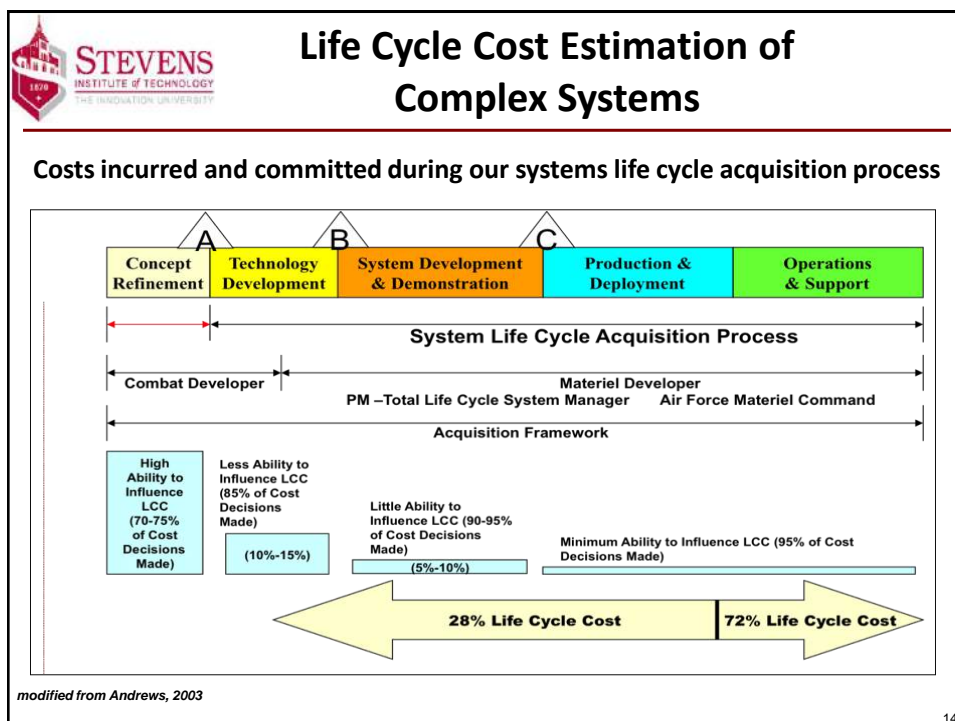 1870
STEVENS
INSTITUTE of TECHNOLOGY
THE INNOVATION UNIVERSITY
Life Cycle Cost Estimation of
Complex Systems
Costs incurred and committed during our systems life cycle acquisition process
A
B
C
Concept
Refinement
Technology
Development
System Development
& Demonstration
Production &
Deployment
Operations
& Support
System Life Cycle Acquisition Process
Combat Developer
Materiel Developer
PM –Total Life Cycle System Manager Air Force Materiel Command
Acquisition Framework
High
Ability to
Influence
LCC
(70-75%
of Cost
Decisions
Made)
Less Ability to
Influence LCC
(85% of Cost
Decisions
Made)
(10%-15%)
Little Ability to
Influence LCC (90-95%
of Cost Decisions
Made)
(5%-10%)
Minimum Ability to Influence LCC (95% of Cost
Decisions Made)
28% Life Cycle Cost
72% Life Cycle Cost
modified from Andrews, 2003
14